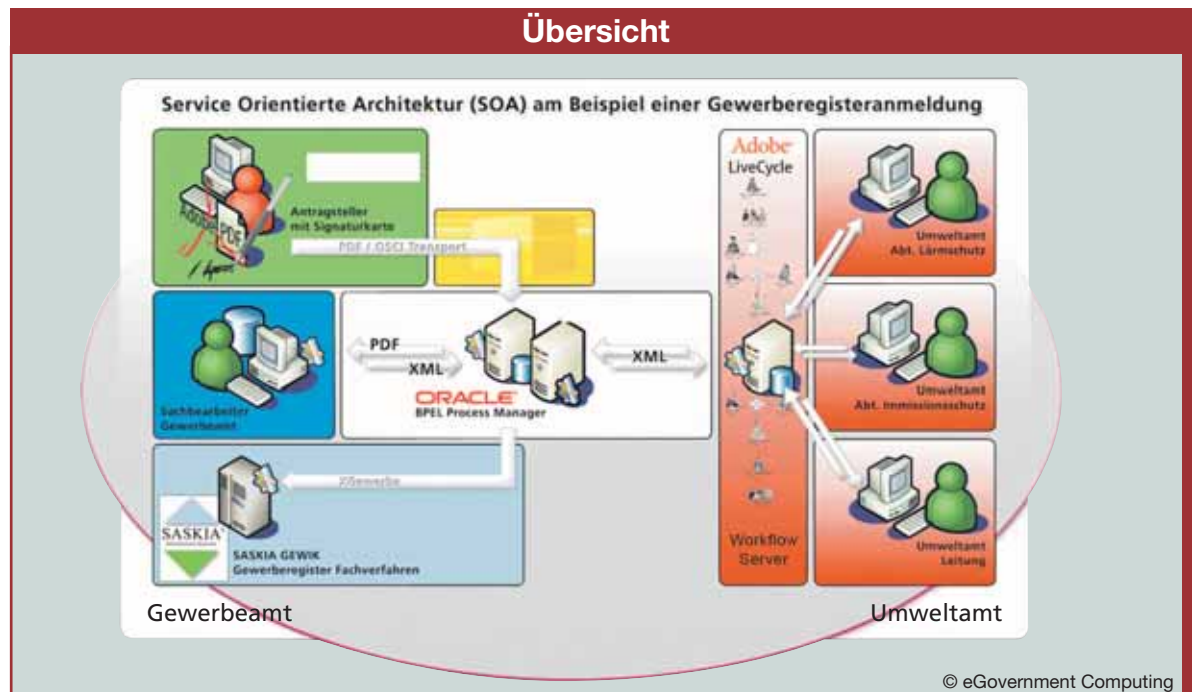 Übersicht
Service Orientierte Architektur (SOA) am Beispiel einer Gewerberegisteranmeldung
Adobe PDF
Antragsteller
mit Signaturkarte
PDF / OSCI Transport
Sachbearbeiter
Gewerbeamt
PDF
XML
ORACLE
BPEL Process Manager
XML
XGewerbe
SASKIA
SASKIA GEWIK
Gewerberegister Fachverfahren
Gewerbeamt
Adobe
LiveCycle
Workflow
Server
Umweltamt
Abt. Lärmschutz
Umweltamt
Abt. Immissionsschutz
Umweltamt
Leitung
Umweltamt
© eGovernment Computing